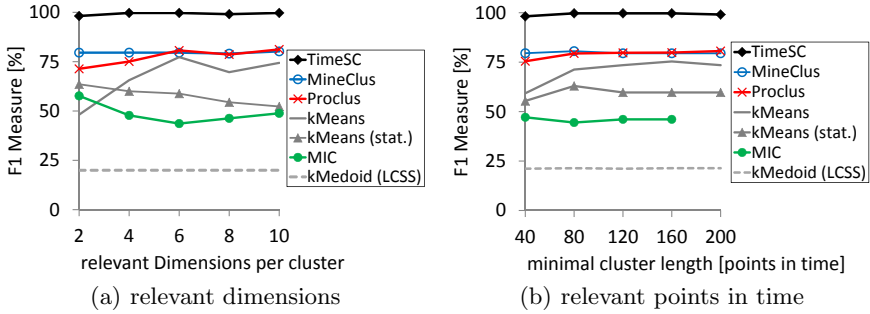 F1 Measure [%]
100
75
50
25
0
2 4 6 8 10
relevant Dimensions per cluster
TimeSC
MineClus
Proclus
kMeans
kMeans (stat.)
MIC
kMedoid (LCSS)
(a) relevant dimensions
F1 Measure [%]
100
75
50
25
0
40 80 120 160 200
minimal cluster length [points in time]
TimeSC
MineClus
Proclus
kMeans
kMeans (stat.)
MIC
kMedoid (LCSS)
(b) relevant points in time